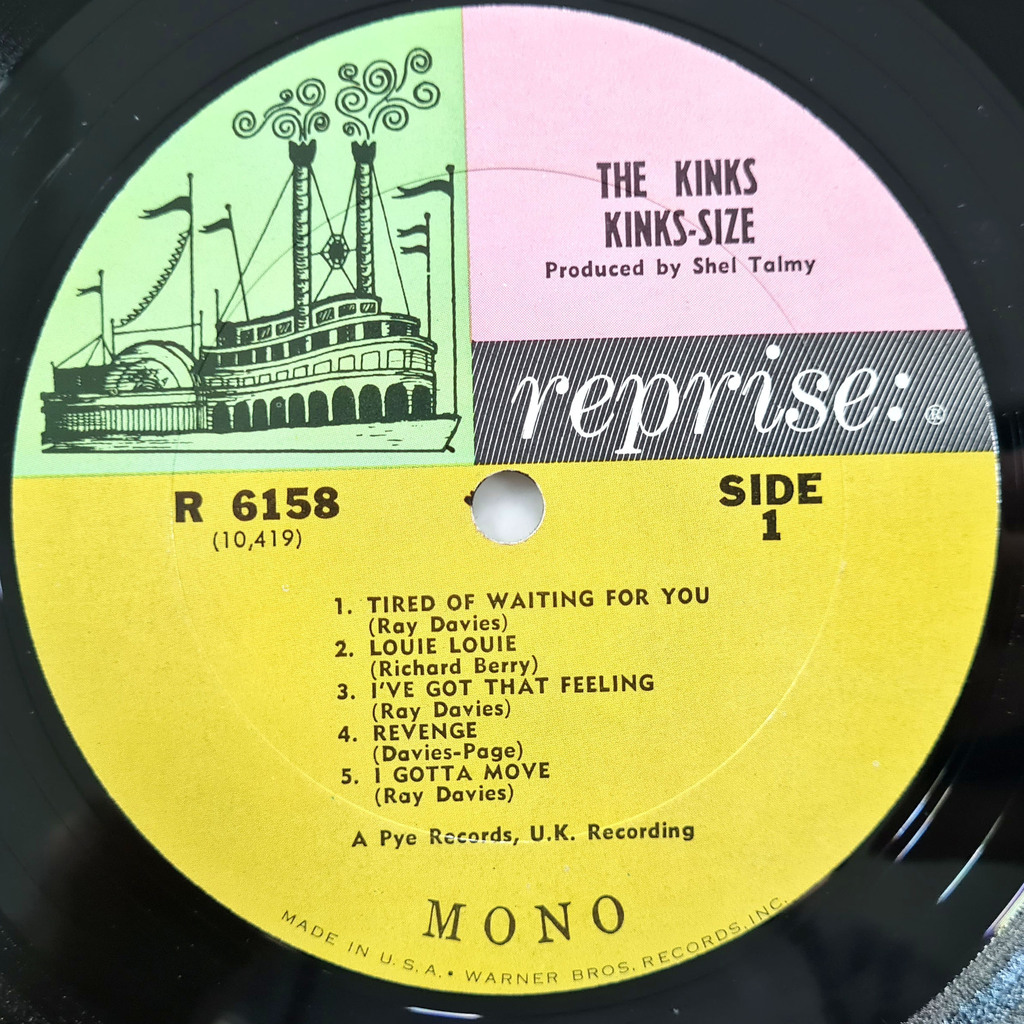 THE KINKS
KINKS-SIZE
Produced by Shel Talmy
reprise: ®
R 6158
(10,419)
SIDE
1
1. TIRED OF WAITING FOR YOU
(Ray Davies)
2. LOUIE LOUIE
(Richard Berry)
3. I'VE GOT THAT FEELING
(Ray Davies)
4. REVENGE
(Davies-Page)
5. I GOTTA MOVE
(Ray Davies)
A Pye Records, U.K. Recording
MONO
MADE IN U.S.A. • WARNER BROS. RECORDS, INC.